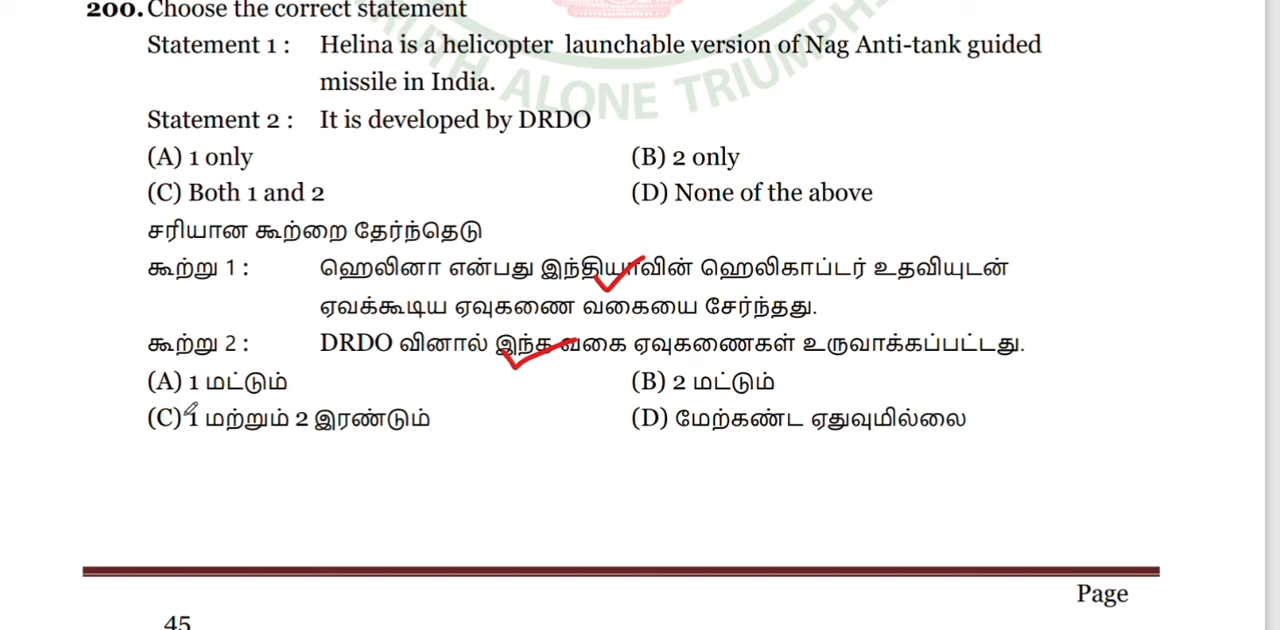 200. Choose the correct statement
Statement 1 : Helina is a helicopter launchable version of Nag Anti-tank guided
missile in India.
Statement 2 : It is developed by DRDO
(A) 1 only (B) 2 only
(C) Both 1 and 2 (D) None of the above
சரியான கூற்றை தேர்ந்தெடு
கூற்று 1 : ஹெலினா என்பது இந்தியாவின் ஹெலிகாப்டர் உதவியுடன்
ஏவக்கூடிய ஏவுகணை வகையை சேர்ந்தது.
கூற்று 2 : DRDO வினால் இந்த வகை ஏவுகணைகள் உருவாக்கப்பட்டது.
(A) 1 மட்டும் (B) 2 மட்டும்
(C) 1 மற்றும் 2 இரண்டும் (D) மேற்கண்ட ஏதுவுமில்லை
Page
45
TRUTH ALONE TRIUMPHS